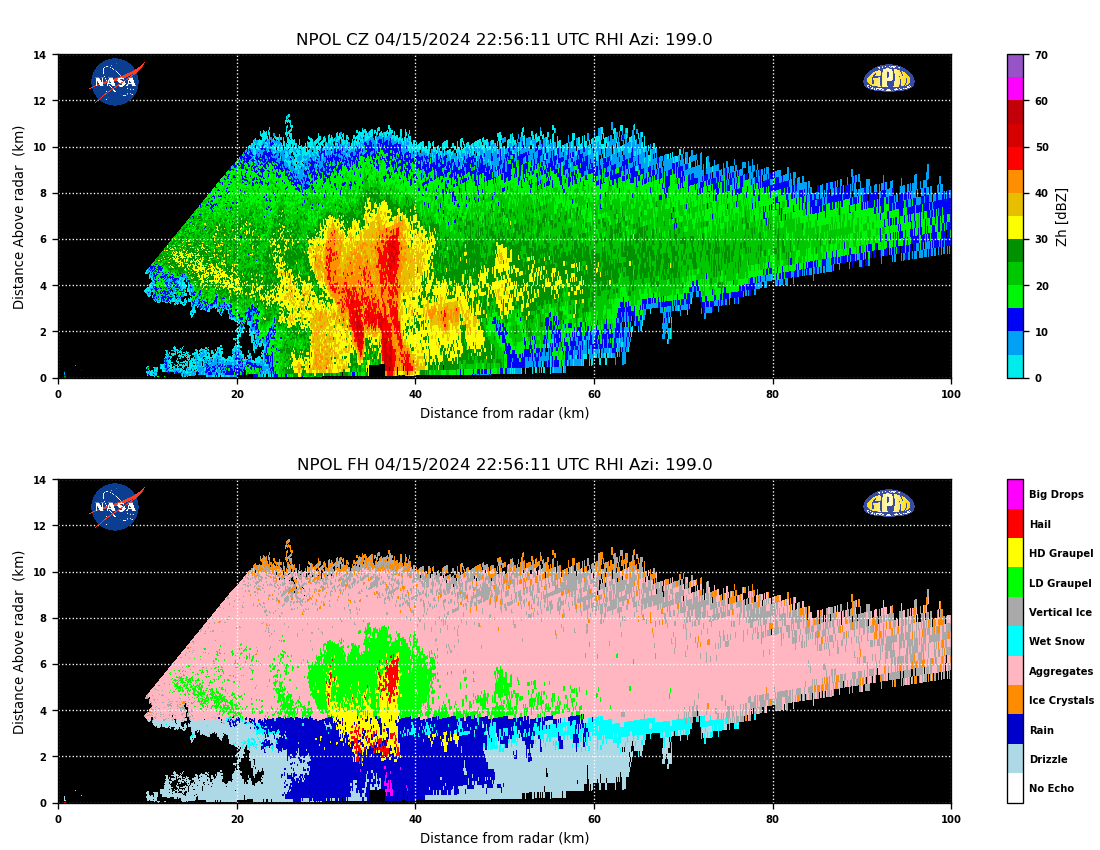 NPOL CZ 04/15/2024 22:56:11 UTC RHI Azi: 199.0
14
12
10
8
6
4
2
0
Distance Above radar (km)
NASA
GPM
0 20 40 60 80 100
Distance from radar (km)
70
60
50
40
30
20
10
0
Zh [dBZ]
NPOL FH 04/15/2024 22:56:11 UTC RHI Azi: 199.0
14
12
10
8
6
4
2
0
Distance Above radar (km)
NASA
GPM
0 20 40 60 80 100
Distance from radar (km)
Big Drops
Hail
HD Graupel
LD Graupel
Vertical Ice
Wet Snow
Aggregates
Ice Crystals
Rain
Drizzle
No Echo